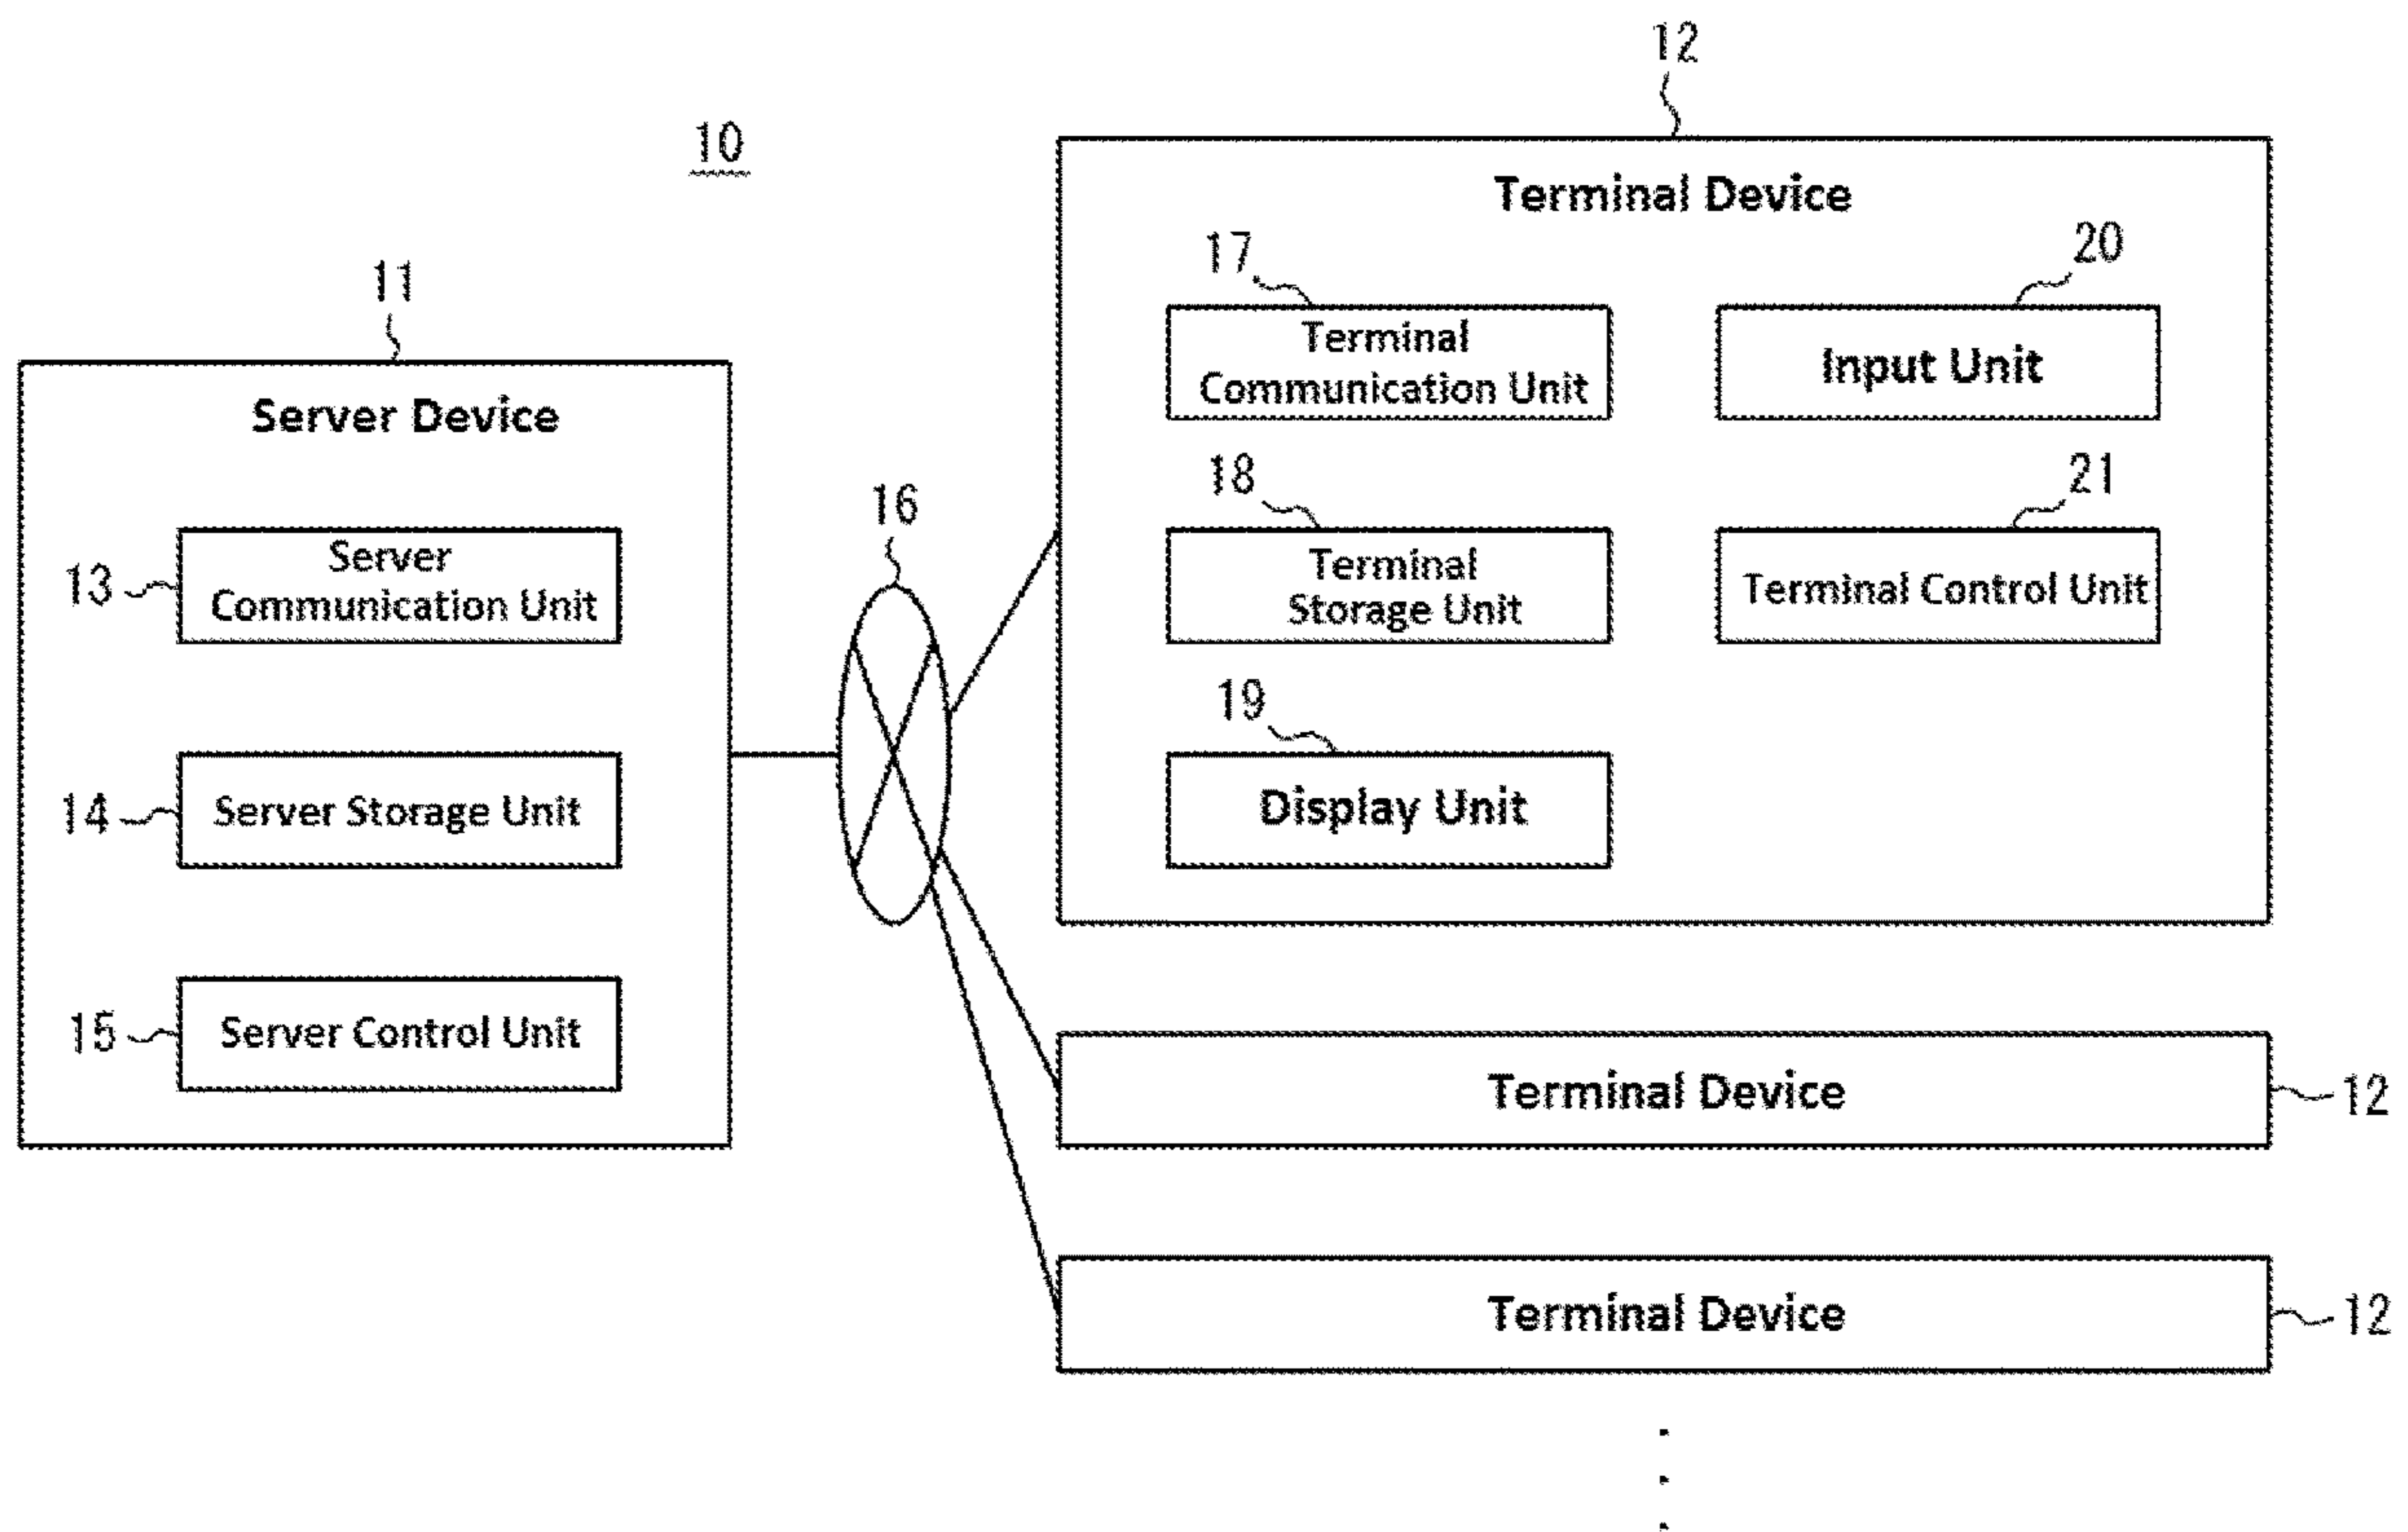 10
11
Server Device
13
Server
Communication Unit
14
Server Storage Unit
15
Server Control Unit
16
12
Terminal Device
17
Terminal
Communication Unit
20
Input Unit
18
Terminal
Storage Unit
21
Terminal Control Unit
19
Display Unit
Terminal Device
12
Terminal Device
12